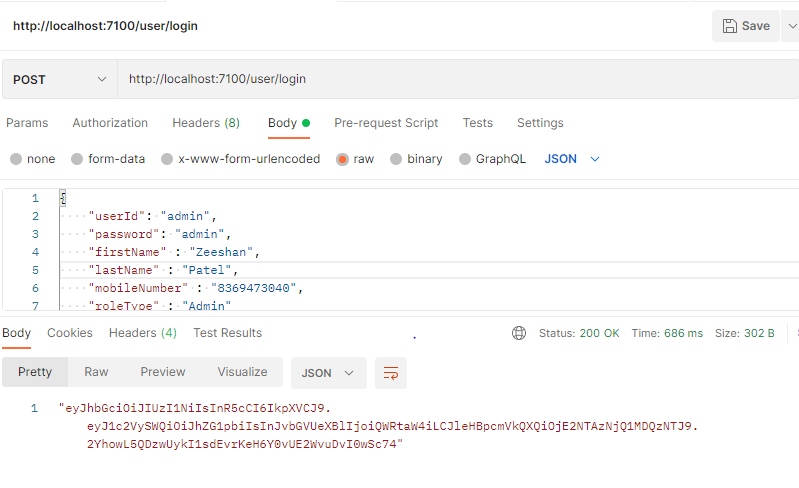 http://localhost:7100/user/login
Save
POST
http://localhost:7100/user/login
Params Authorization Headers (8) Body Pre-request Script Tests Settings
none form-data x-www-form-urlencoded raw binary GraphQL JSON
1 {
2 "userId": "admin",
3 "password": "admin",
4 "firstName" : "Zeeshan",
5 "lastName" : "Patel",
6 "mobileNumber" : "8369473040",
7 "roleType" : "Admin"
Body Cookies Headers (4) Test Results Status: 200 OK Time: 686 ms Size: 302 B
Pretty Raw Preview Visualize JSON
1 "eyJhbGciOiJIUzI1NiIsInR5cCI6IkpXVCJ9.
eyJ1c2VySWQiOiJhZG1pbiIsInJvbGVUeXBlIjoiQWRtaW4iLCJleHBpcmVkQXQiOjE2NTAzNjQ1MDQzNTJ9.
2YhowL5QDzwUykI1sdEvrKeH6Y0vUE2WvuDvI0wSc74"